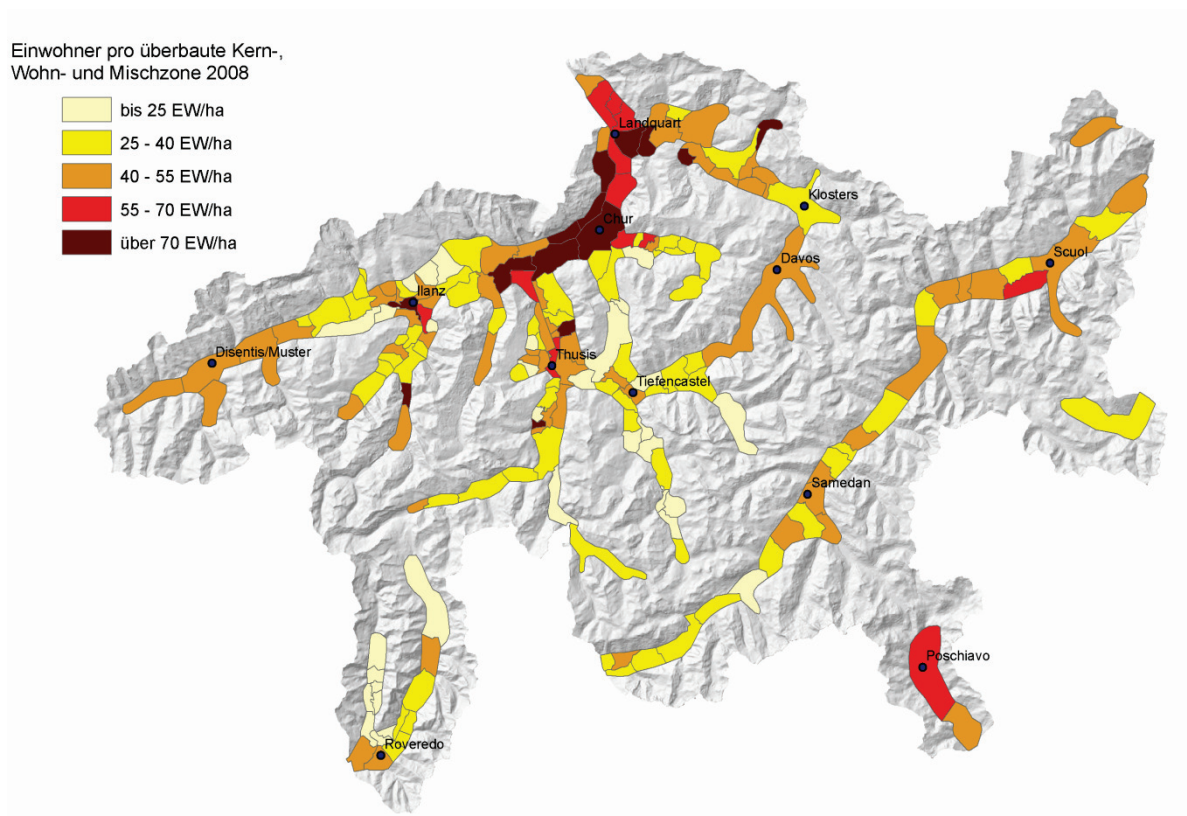 Einwohner pro überbaute Kern-,
Wohn- und Mischzone 2008
bis 25 EW/ha
25 - 40 EW/ha
40 - 55 EW/ha
55 - 70 EW/ha
über 70 EW/ha
Landquart
Klosters
Chur
Davos
Scuol
Ilanz
Disentis/Muster
Thusis
Tiefencastel
Samedan
Poschiavo
Roveredo